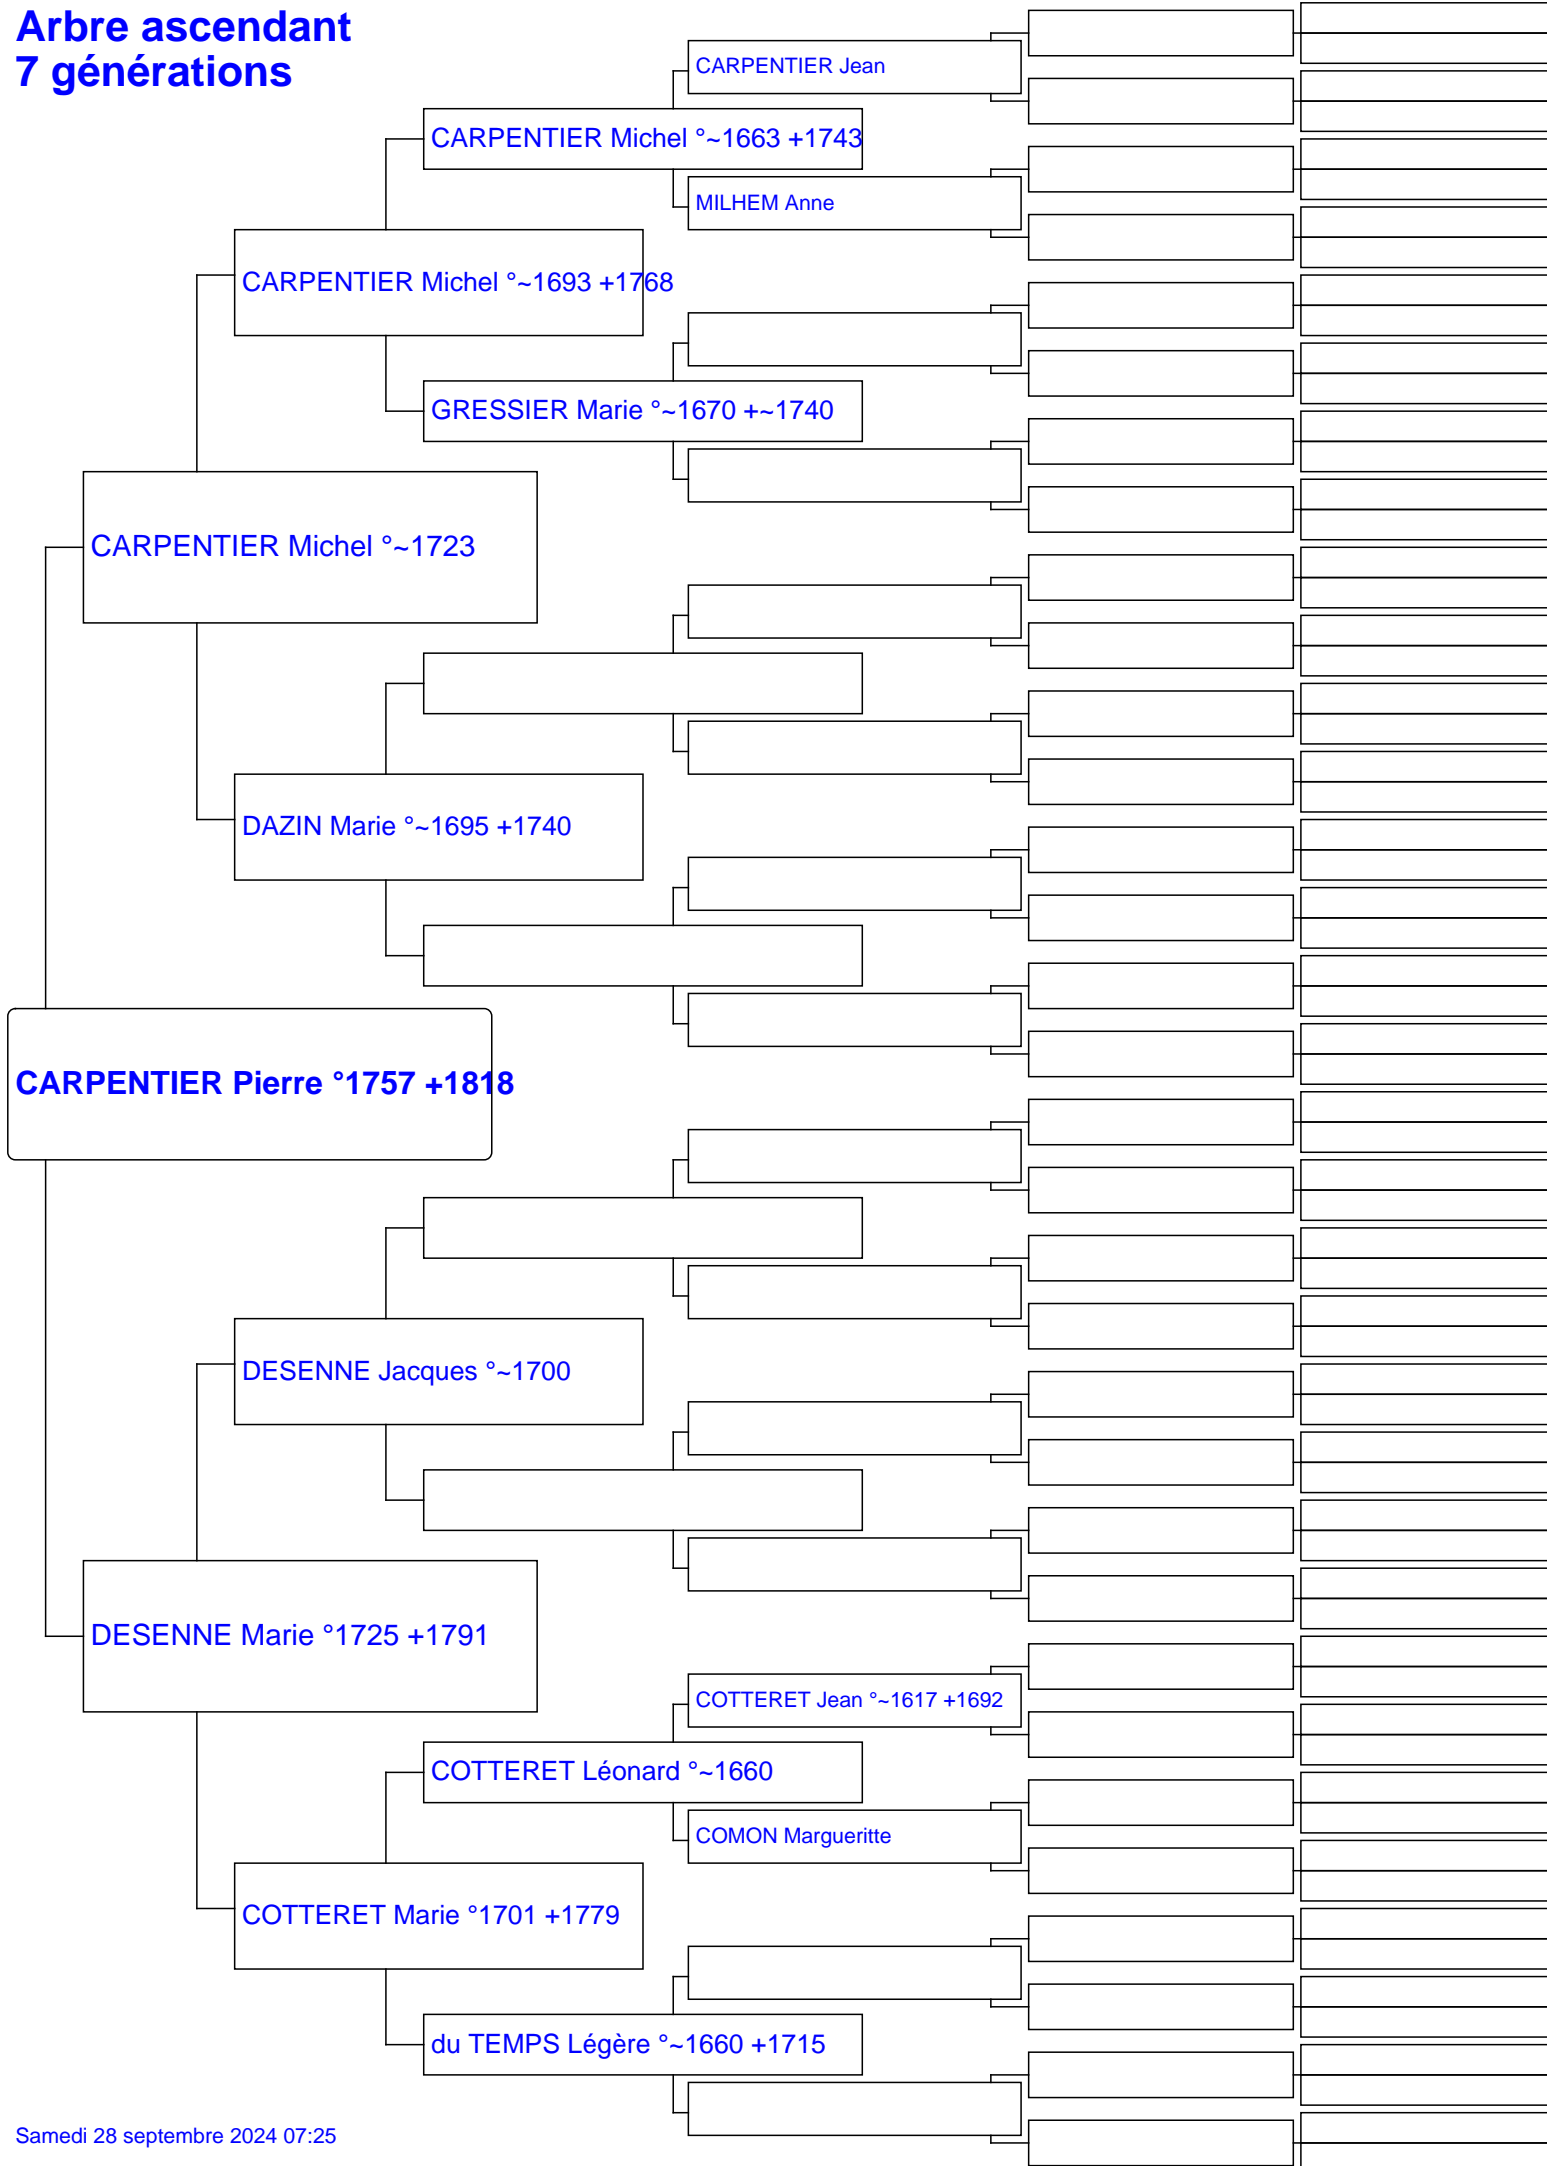 Arbre ascendant
7 générations
CARPENTIER Jean
CARPENTIER Michel °~1663 +1743
MILHEM Anne
CARPENTIER Michel °~1693 +1768
GRESSIER Marie °~1670 +~1740
CARPENTIER Michel °~1723
DAZIN Marie °~1695 +1740
CARPENTIER Pierre °1757 +1818
DESENNE Jacques °~1700
DESENNE Marie °1725 +1791
COTTERET Jean °~1617 +1692
COTTERET Léonard °~1660
COMON Margueritte
COTTERET Marie °1701 +1779
du TEMPS Légère °~1660 +1715
Samedi 28 septembre 2024 07:25